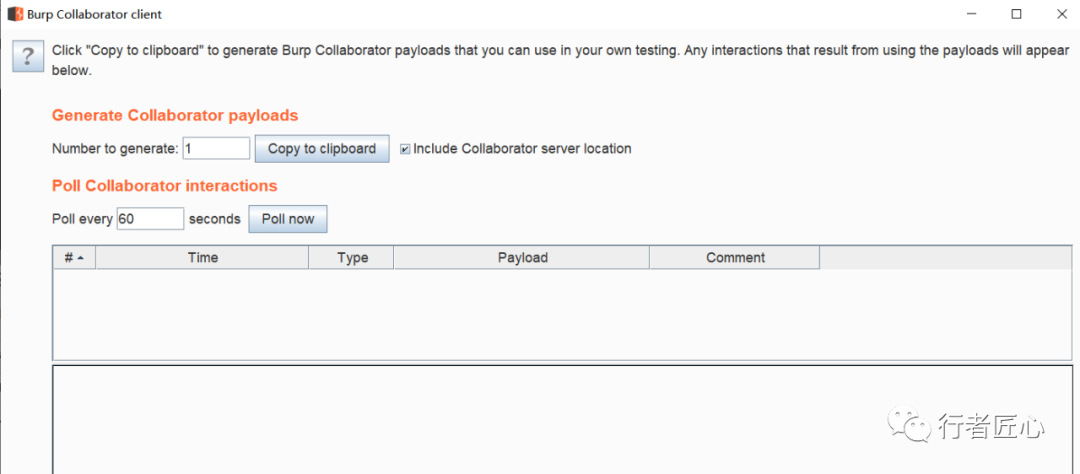 Burp Collaborator client
Click "Copy to clipboard" to generate Burp Collaborator payloads that you can use in your own testing. Any interactions that result from using the payloads will appear
below.
Generate Collaborator payloads
Number to generate: 1 Copy to clipboard Include Collaborator server location
Poll Collaborator interactions
Poll every 60 seconds Poll now
# Time Type Payload Comment
行者匠心